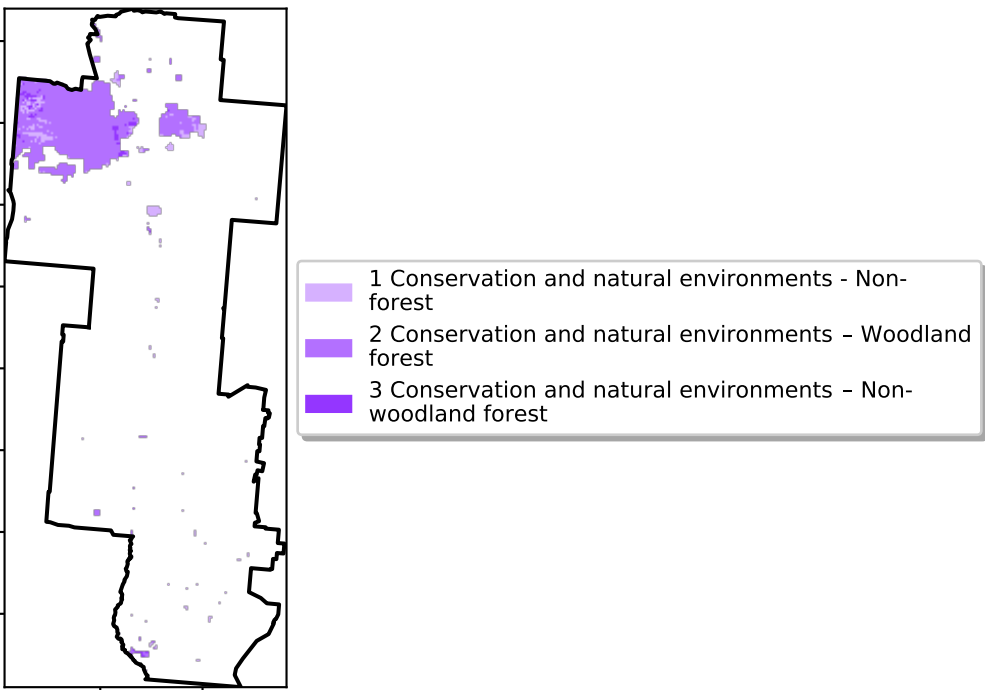 1 Conservation and natural environments - Non-
forest
2 Conservation and natural environments – Woodland
forest
3 Conservation and natural environments – Non-
woodland forest